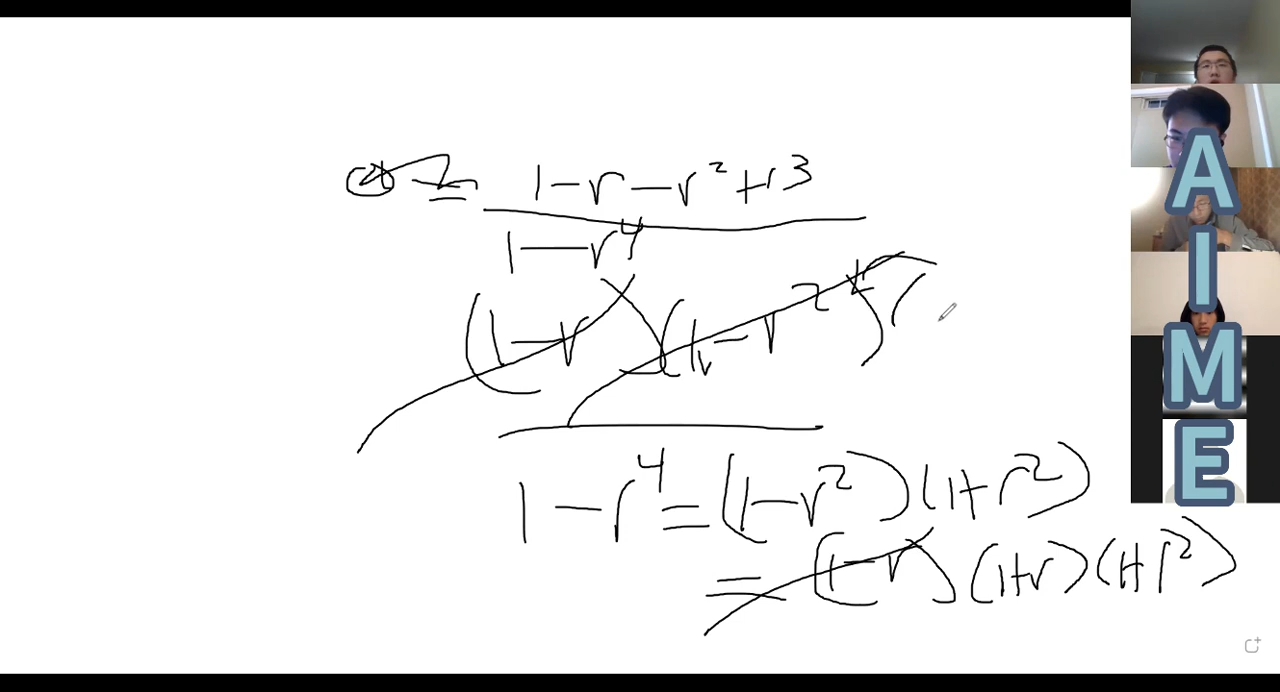 = 1-r-r²+r³
1-r⁴
(1-r)(1-r²)(
1-r⁴=(1-r²)(1+r²)
=(1-r)(1+r)(1+r²)
A
I
M
E